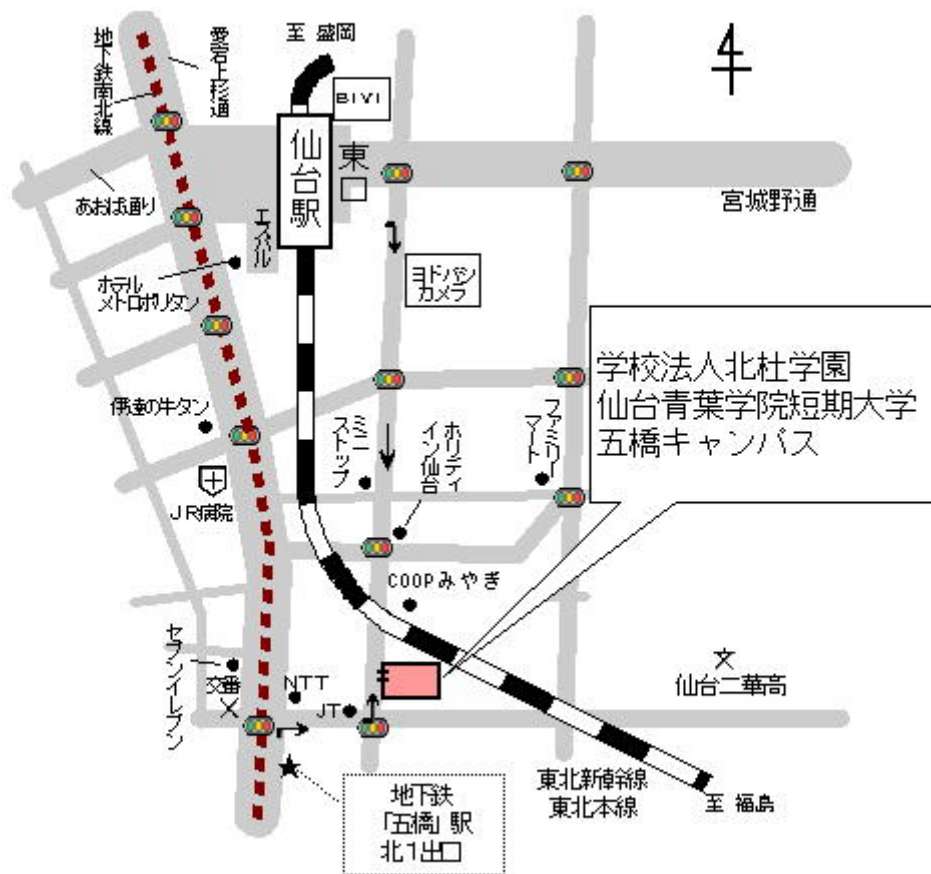 至 盛岡
BIVI
地下鉄南北線
愛宕上杉通
仙台駅
東口
あおば通り
宮城野通
エスパル
ホテル
メトロポリタン
ヨドバシ
カメラ
学校法人北杜学園
仙台青葉学院短期大学
五橋キャンパス
伊達の牛タン
ミニ
ストップ
ホリデイ
イン仙台
ファミリー
マート
JR病院
COOPみやぎ
セブンイレブン
交番
NTT
JT
文
仙台二華高
東北新幹線
東北本線
至 福島
地下鉄
「五橋」駅
北1出口